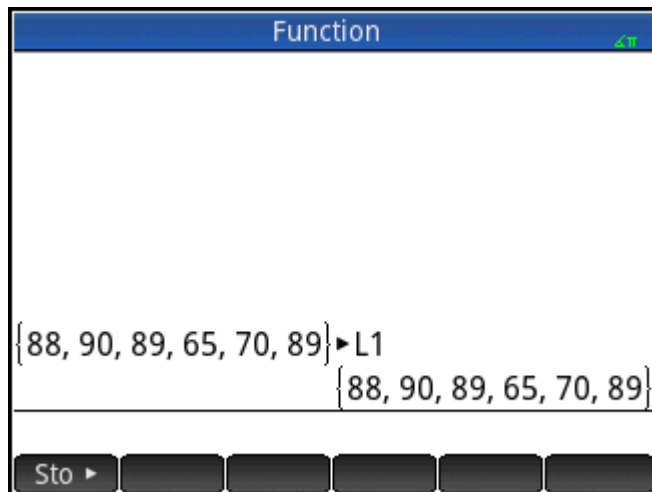 Function
∡π
{88, 90, 89, 65, 70, 89}►L1
{88, 90, 89, 65, 70, 89}
Sto ►